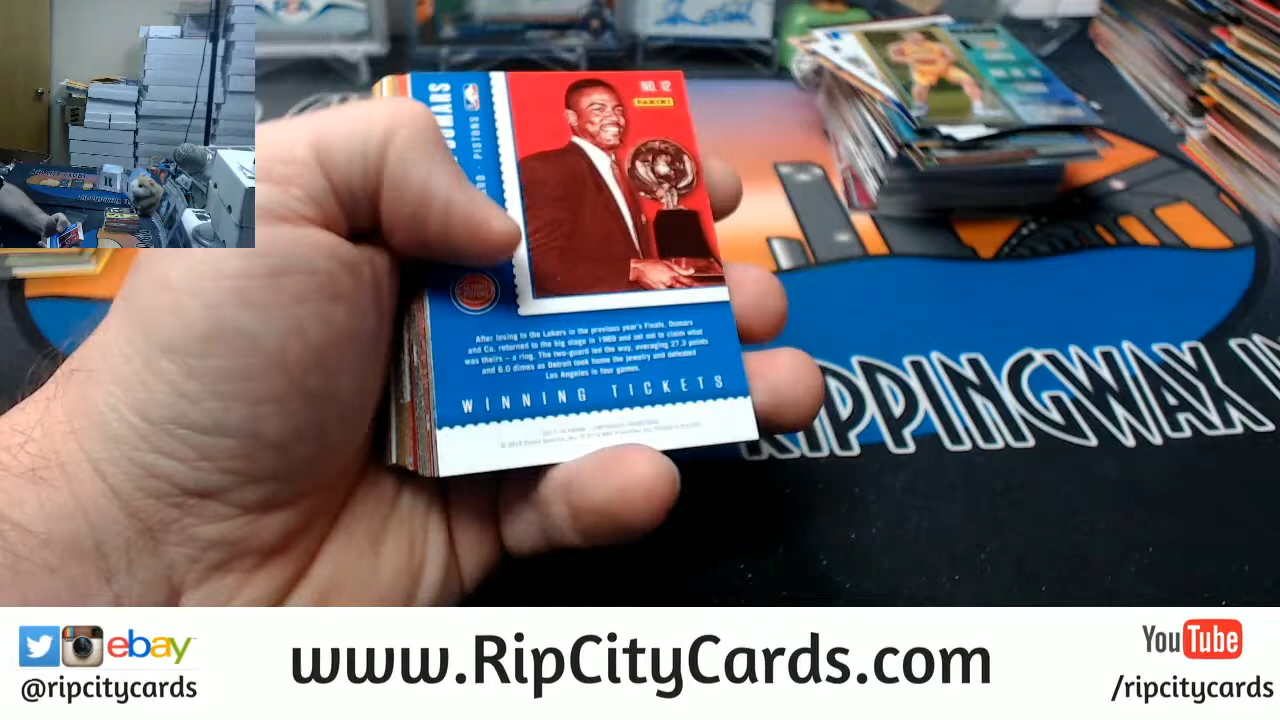 NO. 12
PANINI
PISTONS
After losing to the Lakers in the previous year's Finals, Dumars
and Co. returned to the big stage in 1989 and set out to claim what
was theirs – a ring. The two-guard led the way, averaging 27.3 points
and 6.0 dimes as Detroit took home the jewelry and defeated
Los Angeles in four games.
WINNING TICKETS
RIPPINGWAX
ebay
@ripcitycards
www.RipCityCards.com
YouTube
/ripcitycards